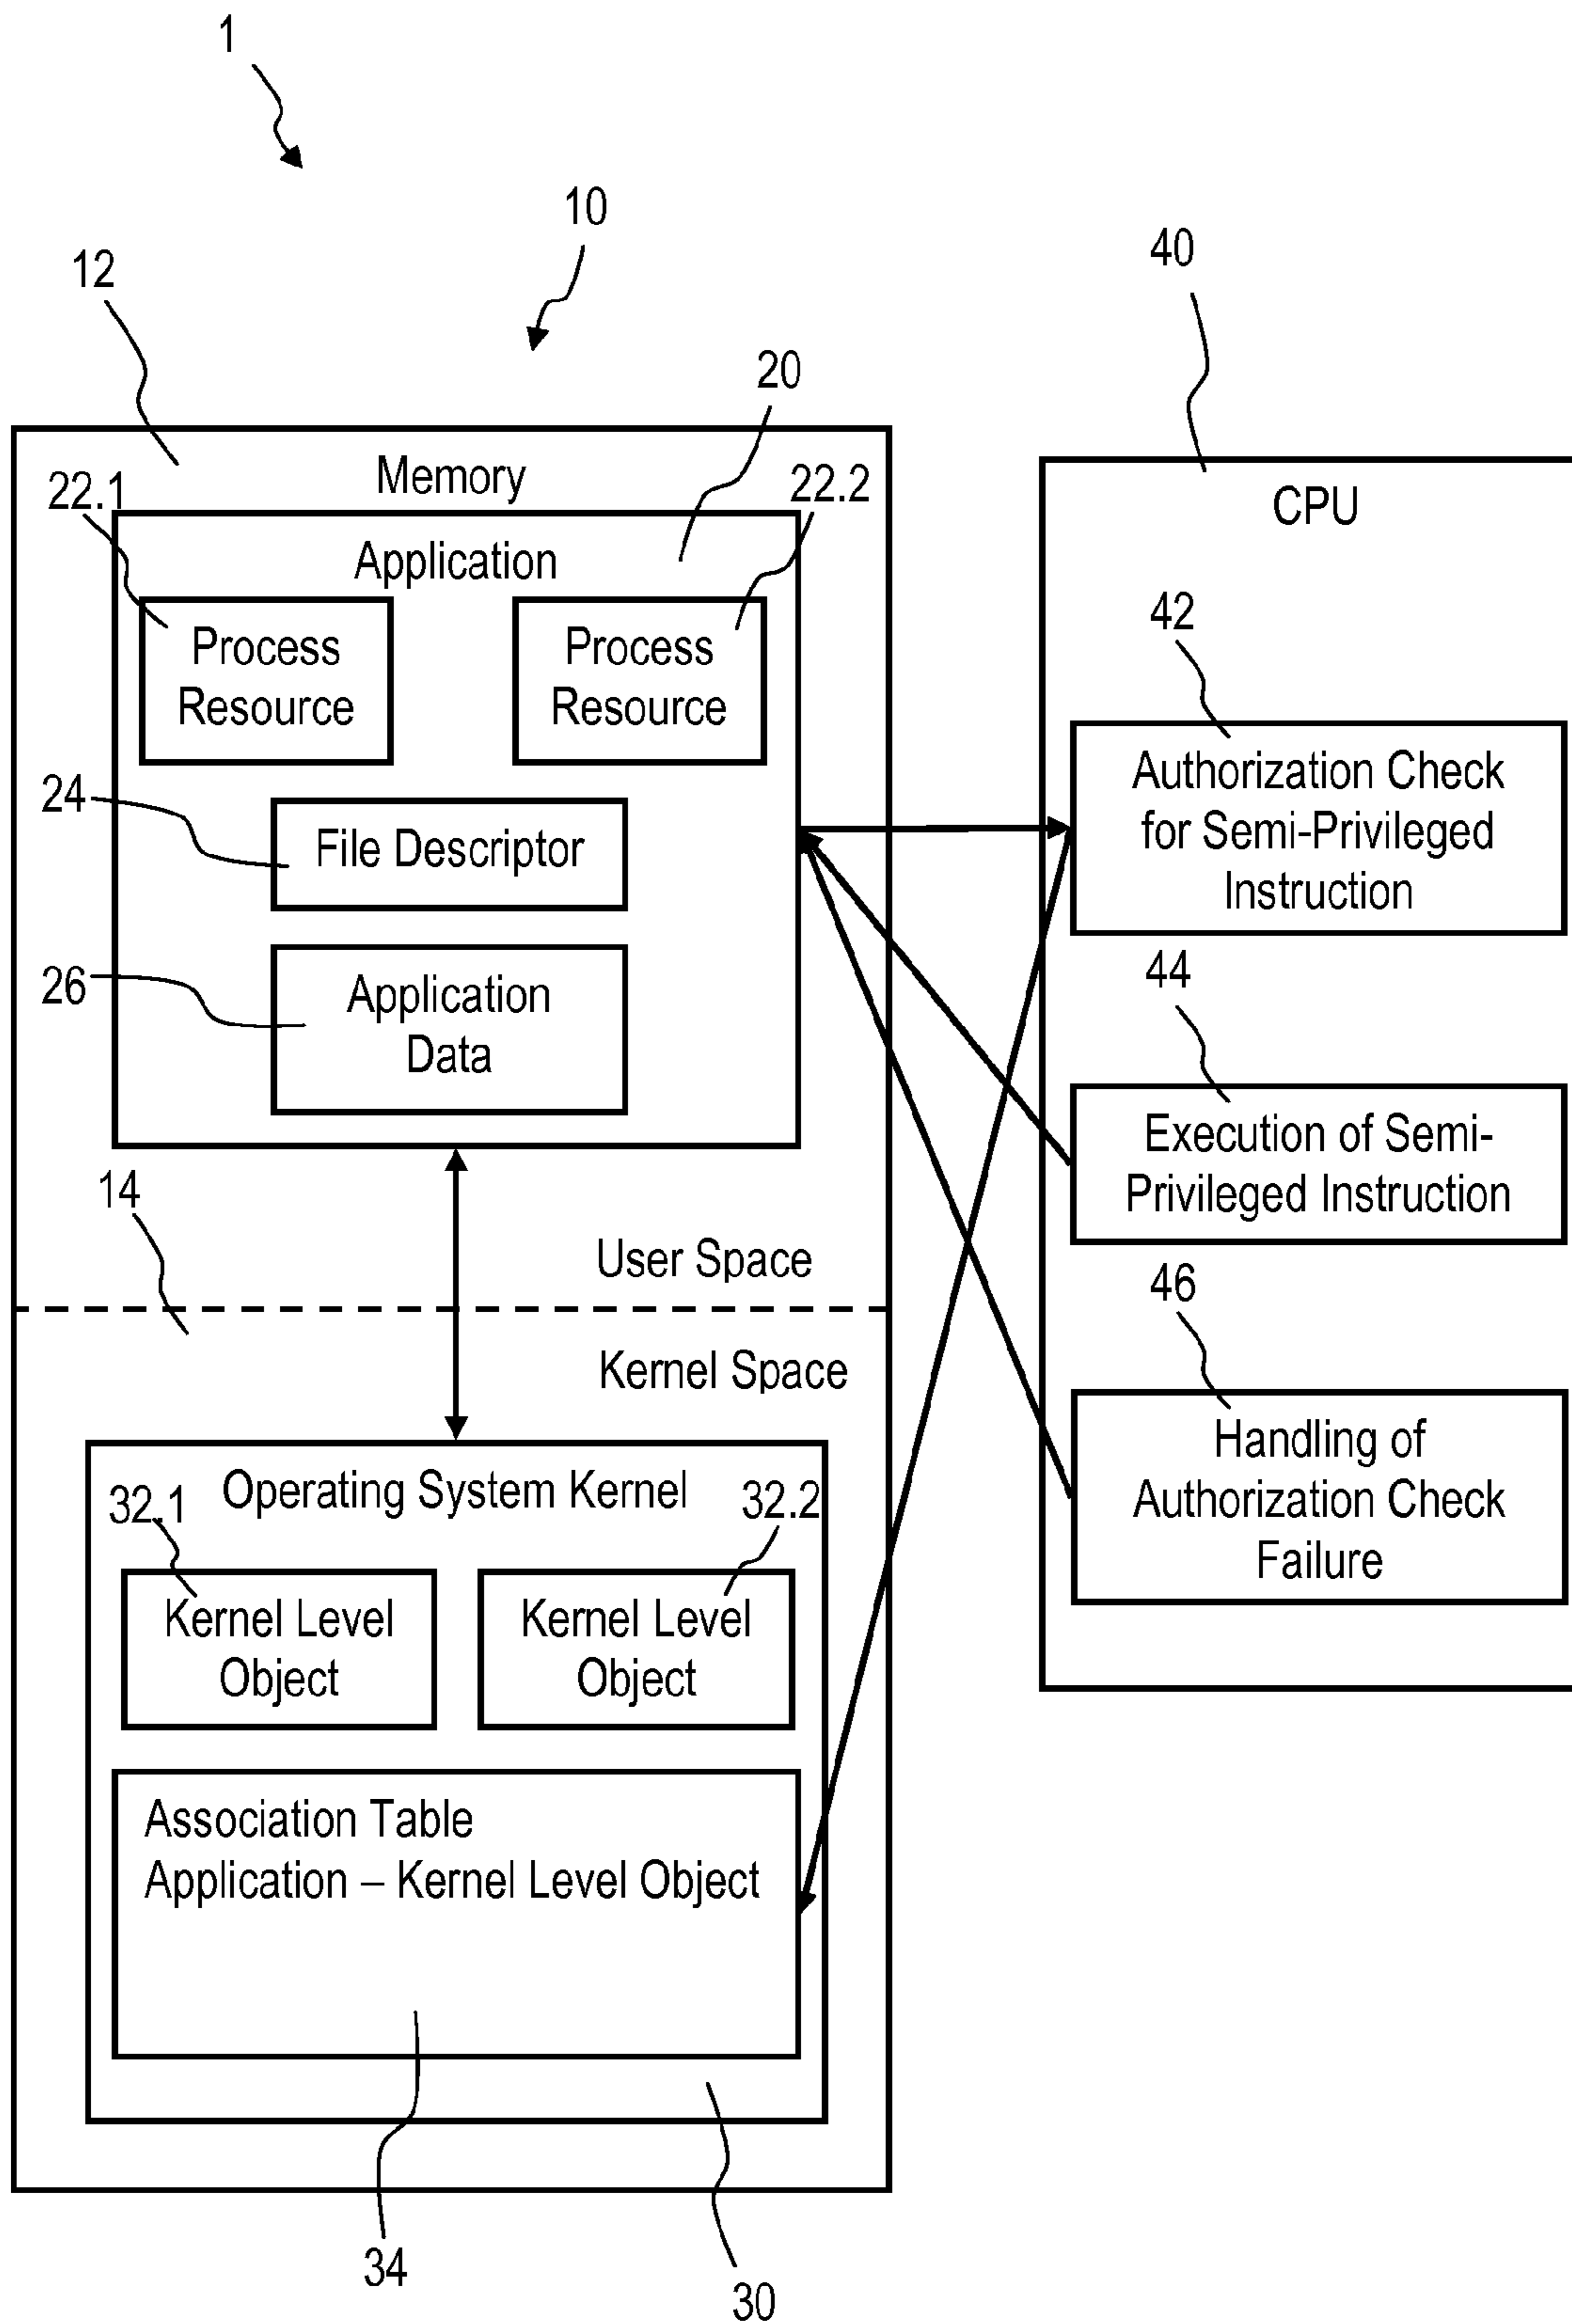 1
10
12
40
20
Memory
22.1
22.2
CPU
Application
Process
Resource
Process
Resource
42
24
File Descriptor
Authorization Check
for Semi-Privileged
Instruction
26
Application
Data
44
Execution of Semi-
Privileged Instruction
14
User Space
46
Kernel Space
Handling of
Authorization Check
Failure
Operating System Kernel
32.1
32.2
Kernel Level
Object
Kernel Level
Object
Association Table
Application – Kernel Level Object
34
30